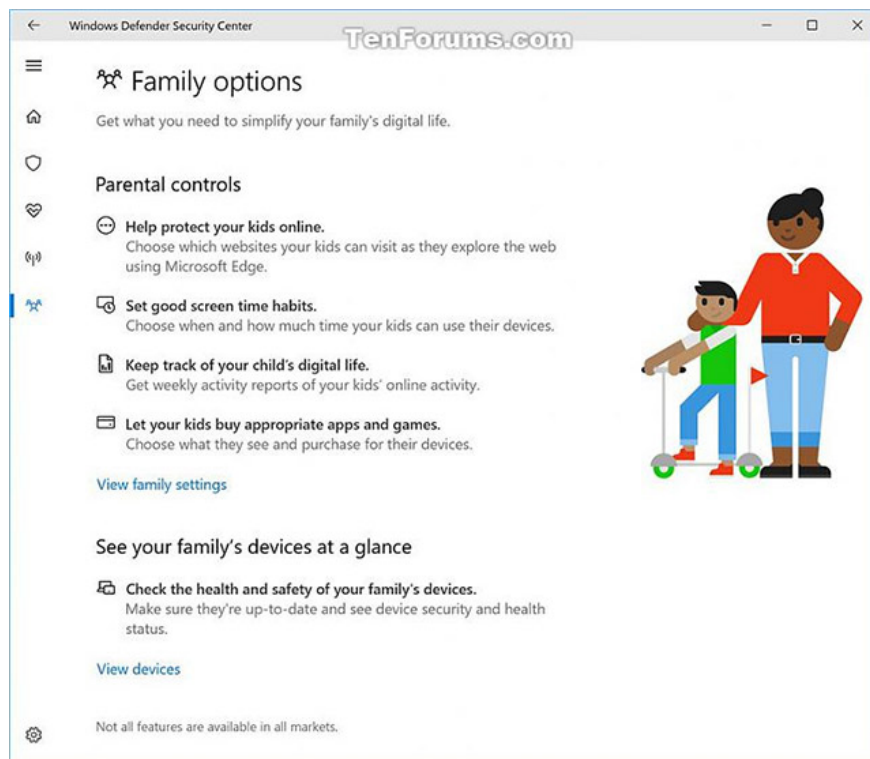 Windows Defender Security Center
TenForums.com
Family options
Get what you need to simplify your family's digital life.
Parental controls
Help protect your kids online.
Choose which websites your kids can visit as they explore the web
using Microsoft Edge.
Set good screen time habits.
Choose when and how much time your kids can use their devices.
Keep track of your child's digital life.
Get weekly activity reports of your kids' online activity.
Let your kids buy appropriate apps and games.
Choose what they see and purchase for their devices.
View family settings
See your family's devices at a glance
Check the health and safety of your family's devices.
Make sure they're up-to-date and see device security and health
status.
View devices
Not all features are available in all markets.